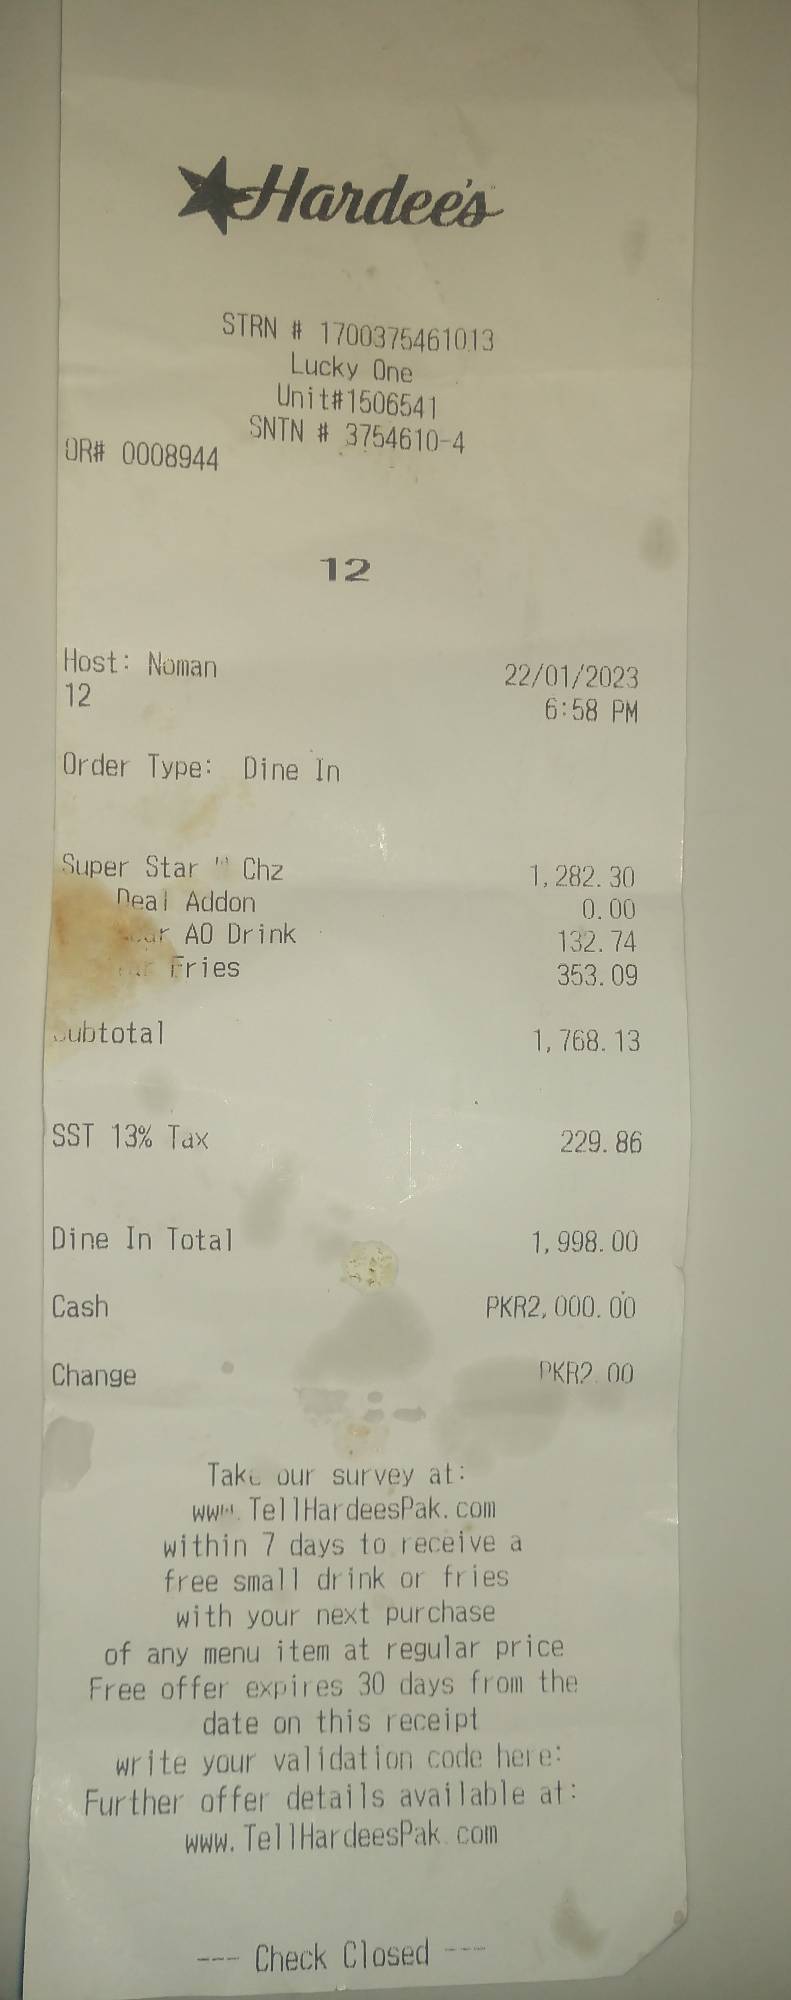 Hardee's
STRN # 1700375461013
Lucky One
Unit#1506541
SNTN # 3754610-4
OR# 0008944
12
Host: Noman 22/01/2023
12 6:58 PM
Order Type: Dine In
Super Star Chz 1,282.30
Deal Addon 0.00
AO Drink 132.74
Fries 353.09
Subtotal 1,768.13
SST 13% Tax 229.86
Dine In Total 1,998.00
Cash PKR2,000.00
Change PKR2.00
Take our survey at:
www.TellHardeesPak.com
within 7 days to receive a
free small drink or fries
with your next purchase
of any menu item at regular price
Free offer expires 30 days from the
date on this receipt
write your validation code here:
Further offer details available at:
www.TellHardeesPak.com
--- Check Closed ---